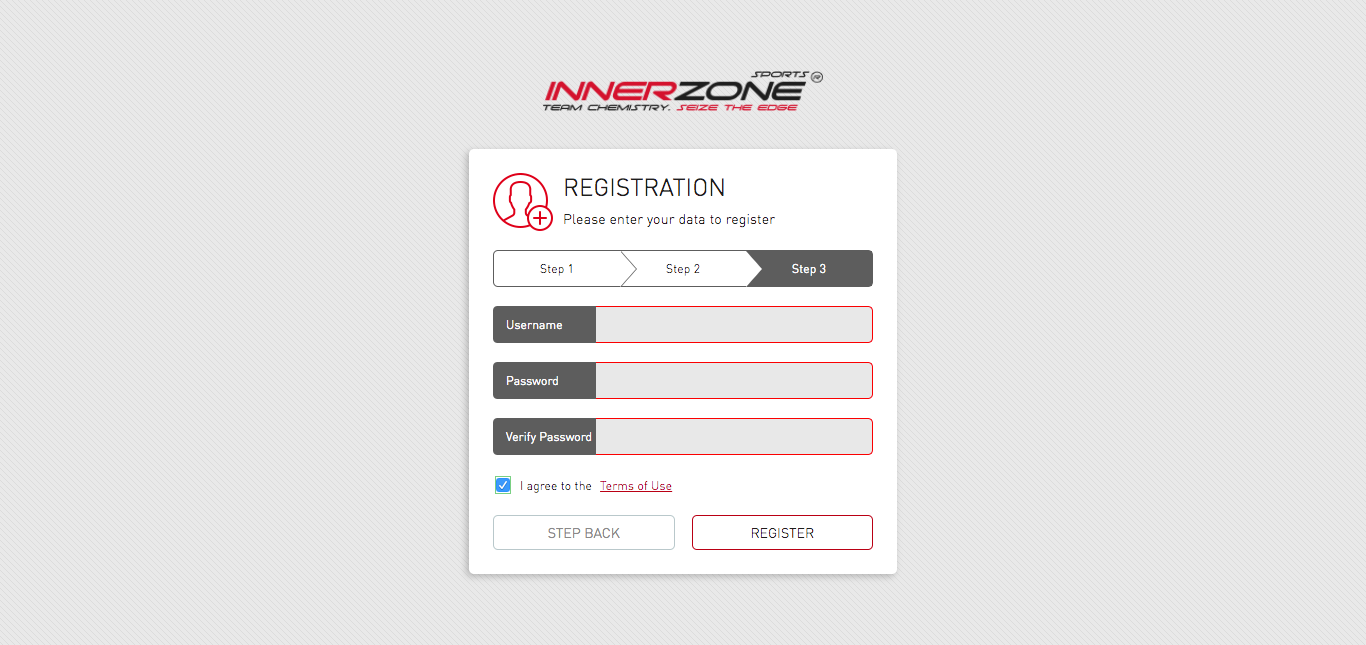 SPORTS ®
INNERZONE
TEAM CHEMISTRY. SEIZE THE EDGE
REGISTRATION
Please enter your data to register
Step 1 Step 2 Step 3
Username
Password
Verify Password
I agree to the Terms of Use
STEP BACK REGISTER